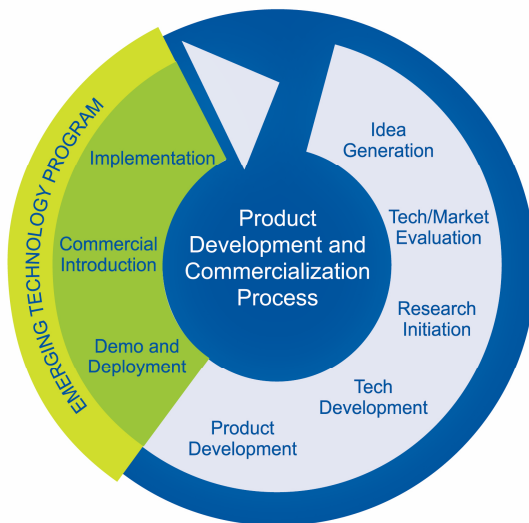 Product
Development and
Commercialization
Process
Idea
Generation
Tech/Market
Evaluation
Research
Initiation
Tech
Development
Product
Development
Demo and
Deployment
Commercial
Introduction
Implementation
EMERGING TECHNOLOGY PROGRAM